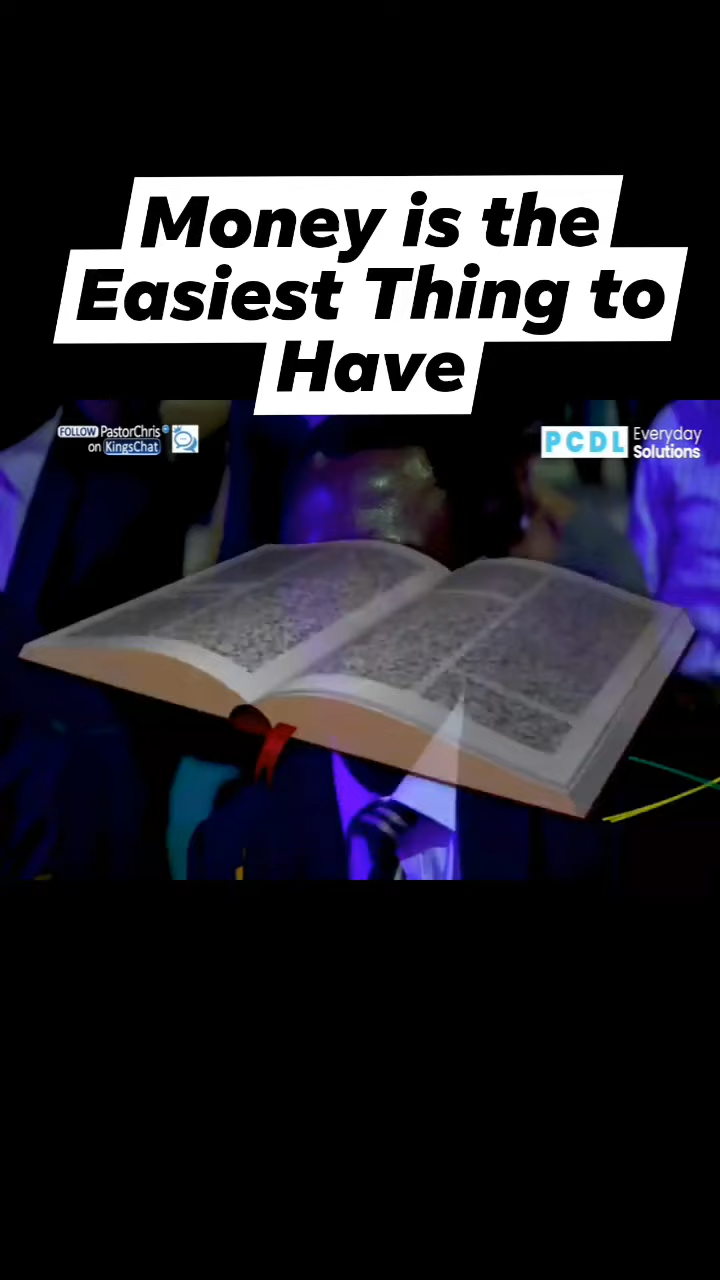 Money is the
Easiest Thing to
Have
FOLLOW PastorChris
on KingsChat
PCDL Everyday
Solutions